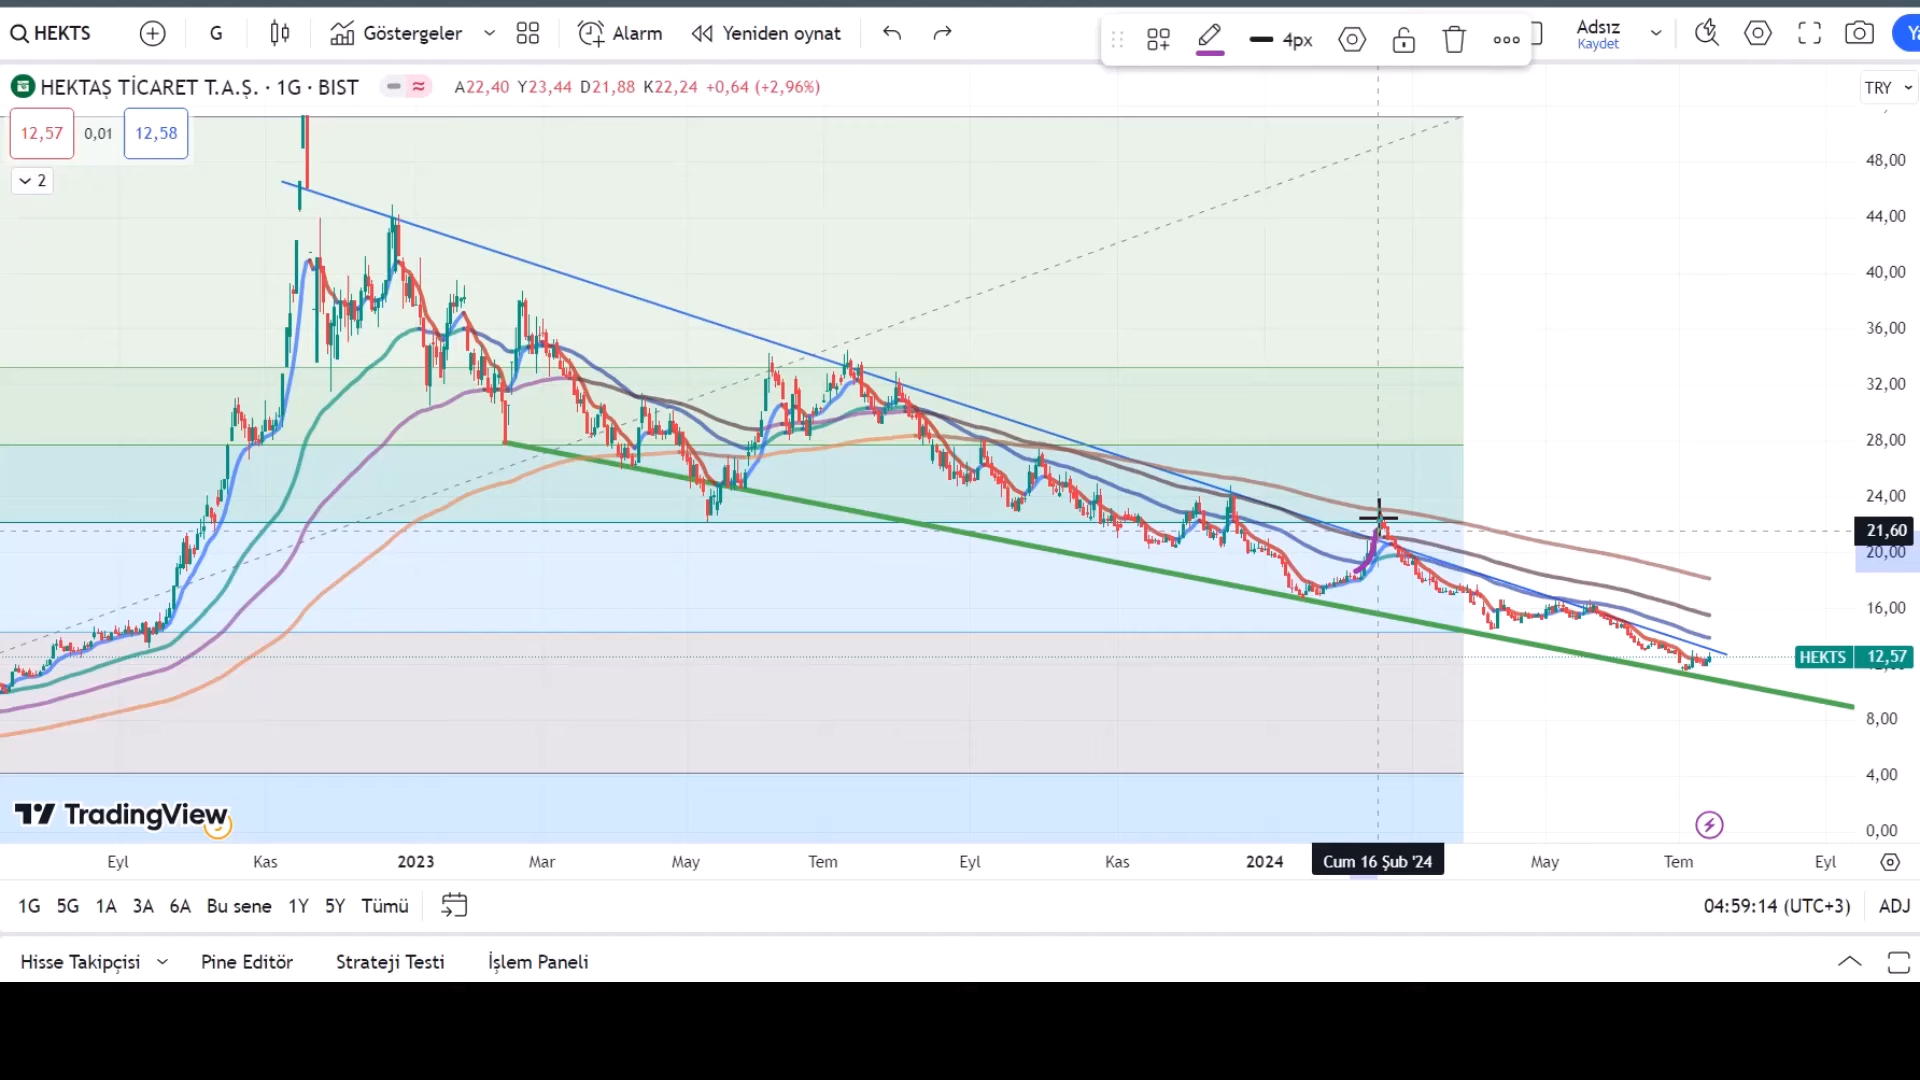 HEKTS G Göstergeler Alarm Yeniden oynat 4px Adsız
Kaydet
HEKTAŞ TİCARET T.A.Ş. · 1G · BIST A22,40 Y23,44 D21,88 K22,24 +0,64 (+2,96%) TRY
12,57 0,01 12,58
2
48,00
44,00
40,00
36,00
32,00
28,00
24,00
21,60
20,00
16,00
HEKTS 12,57
8,00
4,00
0,00
TradingView
Eyl Kas 2023 Mar May Tem Eyl Kas 2024 Cum 16 Şub '24 May Tem Eyl
1G 5G 1A 3A 6A Bu sene 1Y 5Y Tümü 04:59:14 (UTC+3) ADJ
Hisse Takipçisi Pine Editör Strateji Testi İşlem Paneli